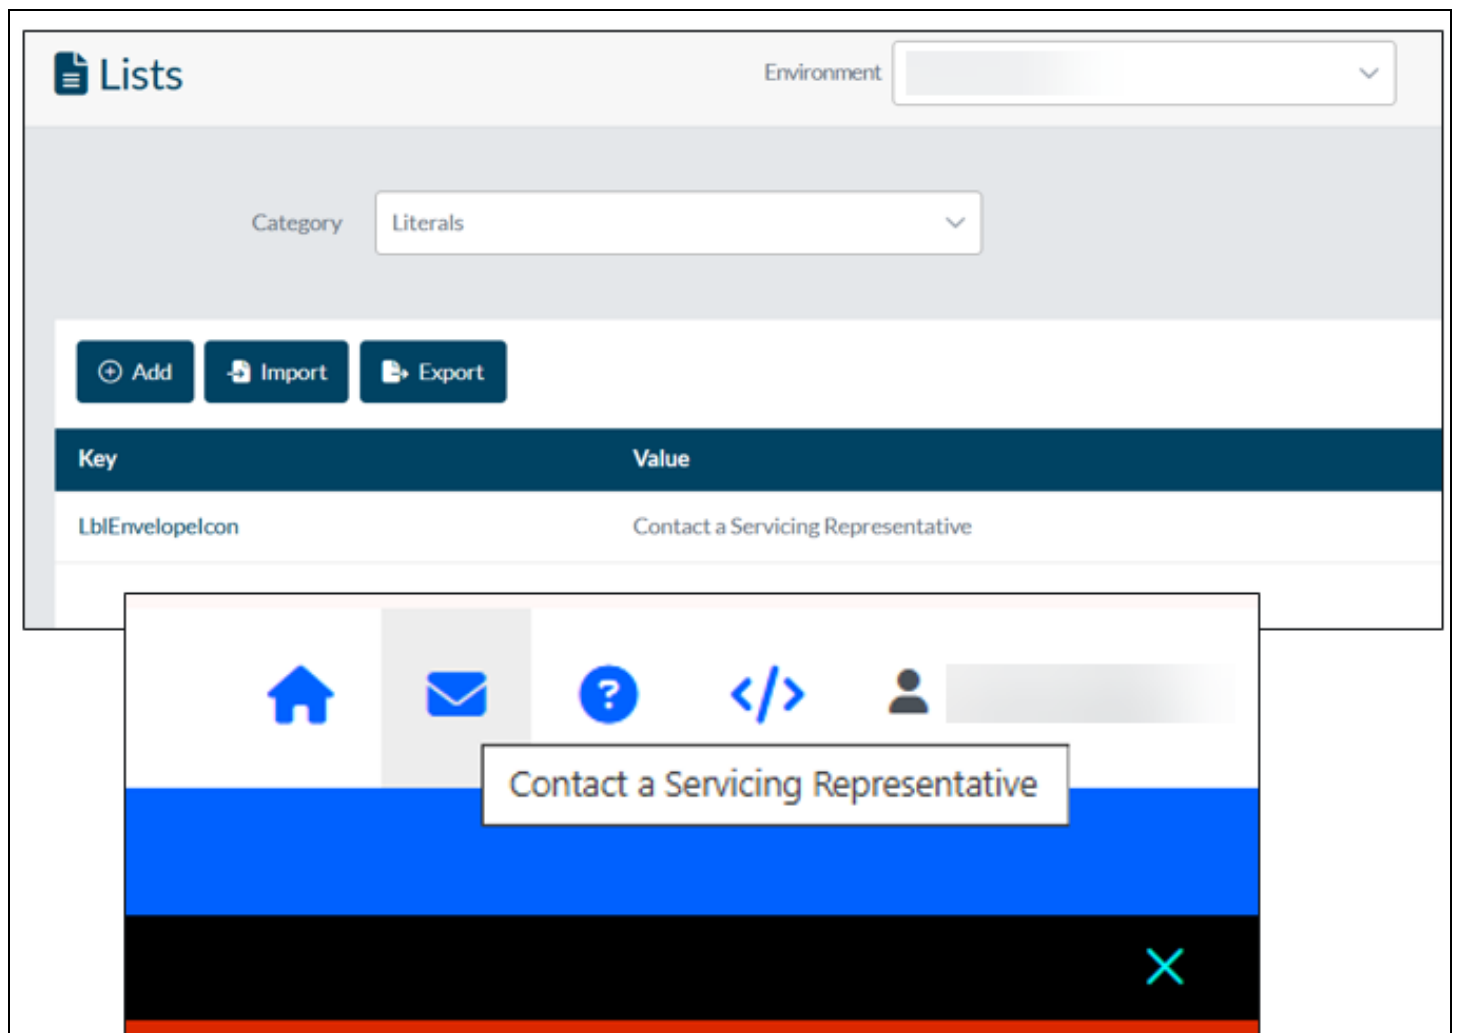 Lists
Environment
Category Literals
Add Import Export
Key Value
LblEnvelopeIcon Contact a Servicing Representative
Contact a Servicing Representative